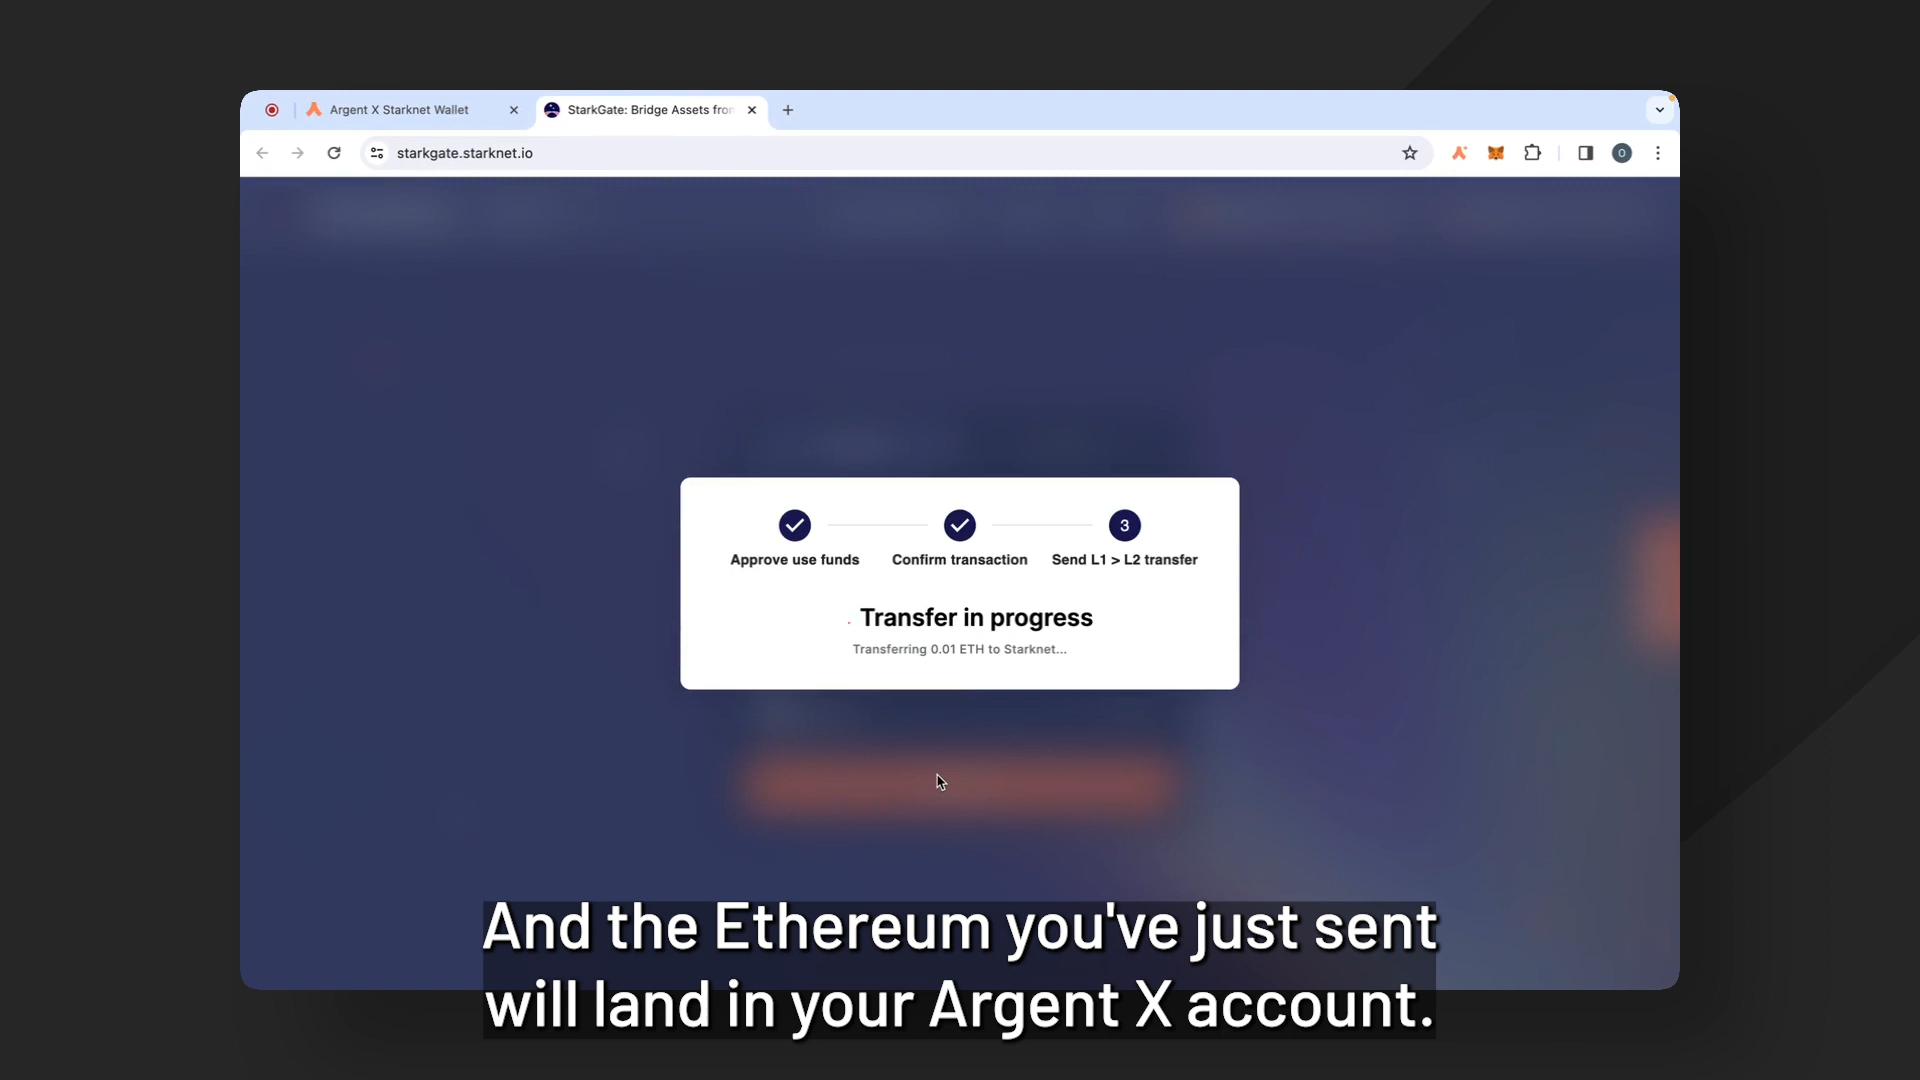 Argent X Starknet Wallet
StarkGate: Bridge Assets fron
starkgate.starknet.io
O
3
Approve use funds
Confirm transaction
Send L1 > L2 transfer
Transfer in progress
Transferring 0.01 ETH to Starknet...
And the Ethereum you've just sent
will land in your Argent X account.